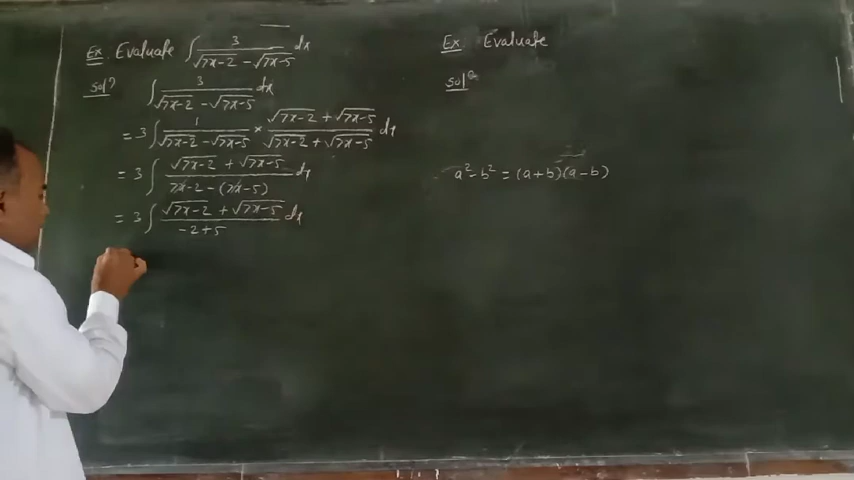 Ex. Evaluate ∫ 3/(√7x-2 - √7x-5) dx
Solⁿ ∫ 3/(√7x-2 - √7x-5) dx
= 3 ∫ 1/(√7x-2 - √7x-5) × (√7x-2 + √7x-5)/(√7x-2 + √7x-5) dx
= 3 ∫ (√7x-2 + √7x-5)/(7x-2 - (7x-5)) dx
= 3 ∫ (√7x-2 + √7x-5)/(-2+5) dx
Ex Evaluate
Solⁿ
a² - b² = (a+b)(a-b)